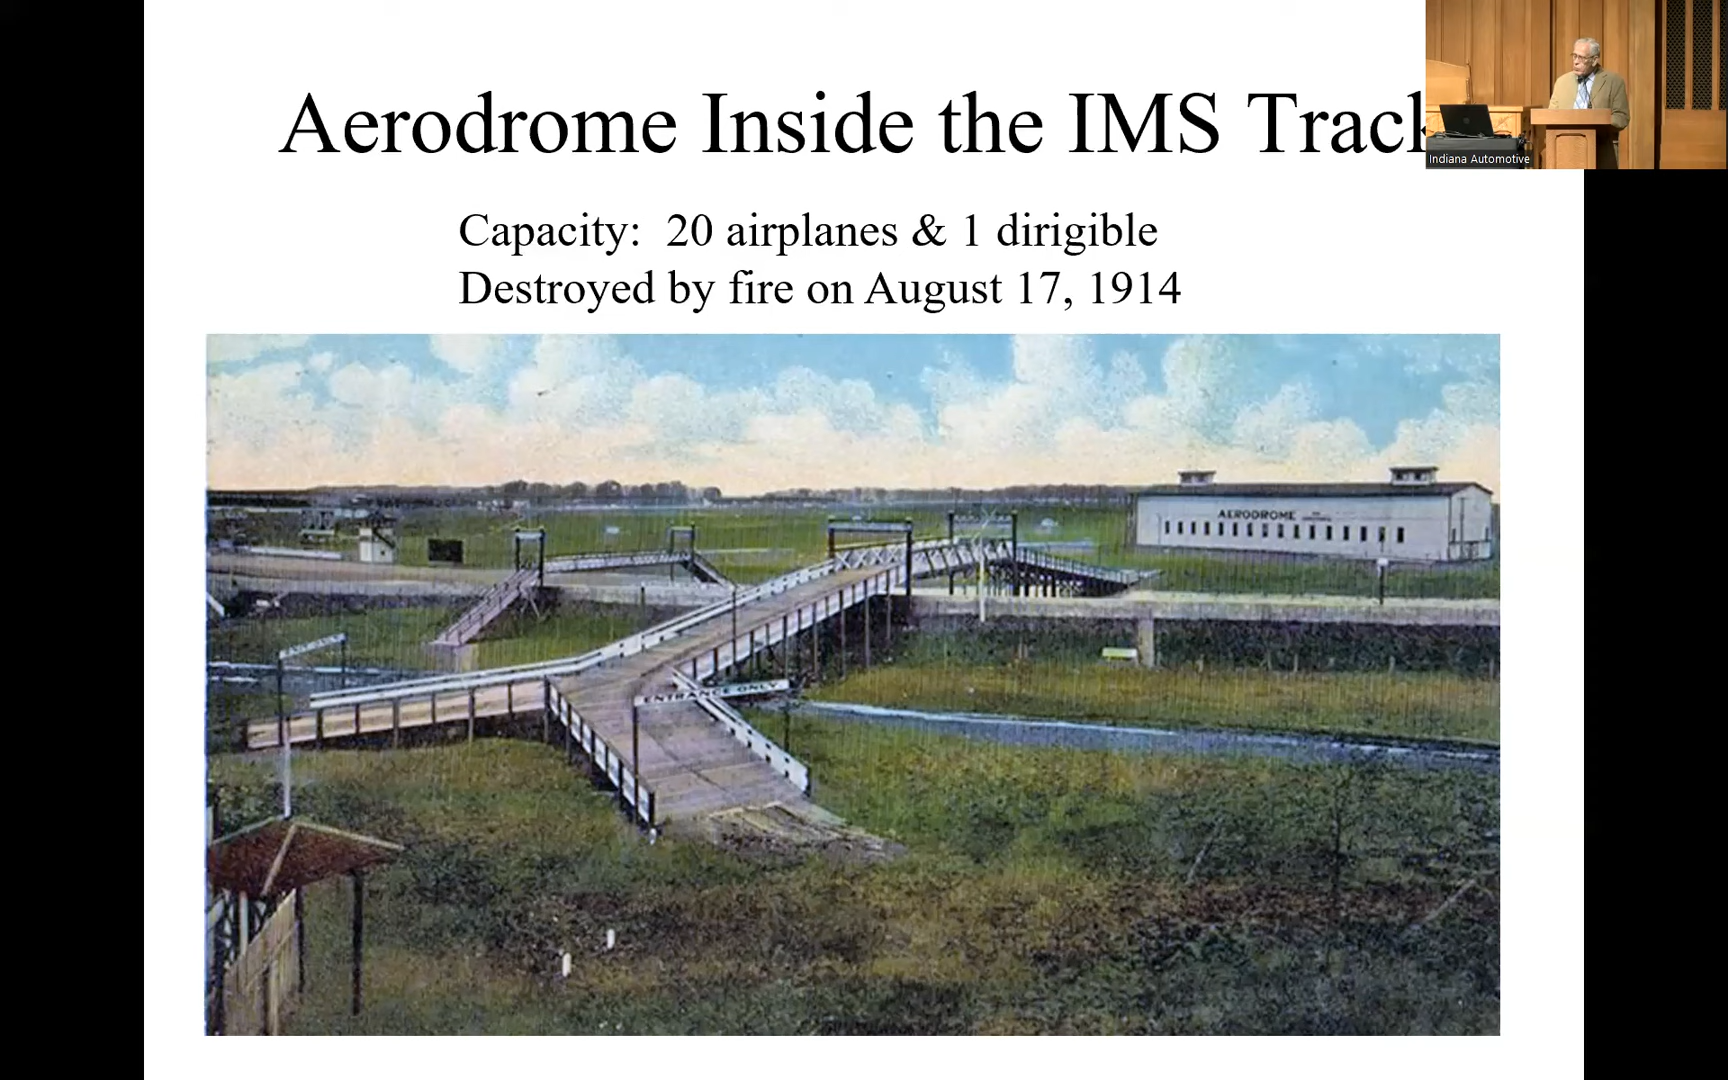 Aerodrome Inside the IMS Track
Indiana Automotive
Capacity: 20 airplanes & 1 dirigible
Destroyed by fire on August 17, 1914
AERODROME
ENTRANCE ONLY